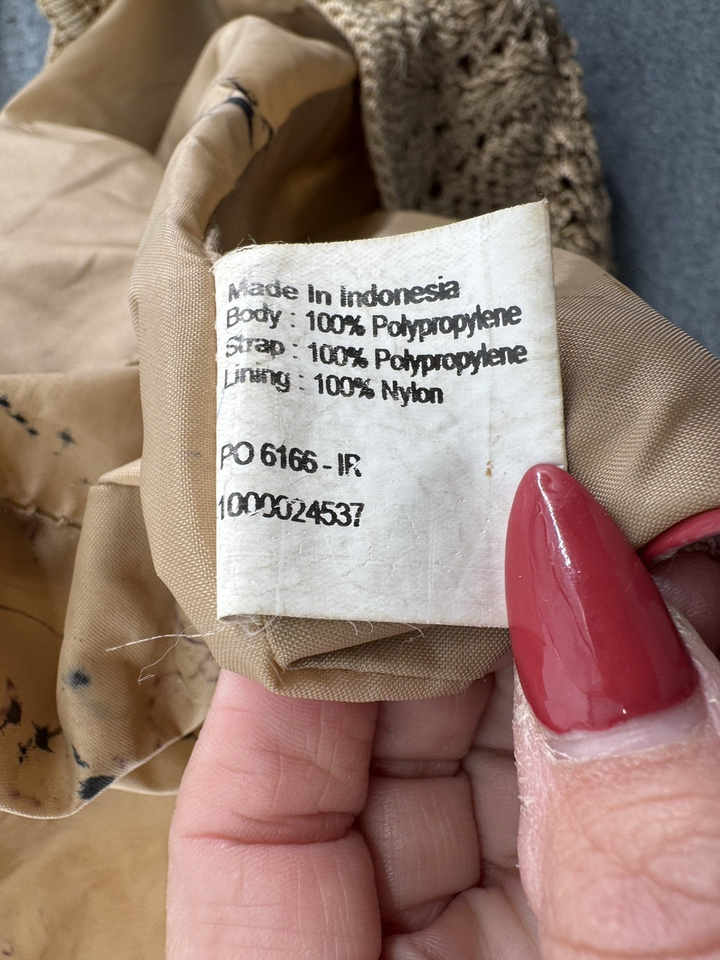 Made In Indonesia
Body : 100% Polypropylene
Strap : 100% Polypropylene
Lining : 100% Nylon
PO 6166 - IR
1000024537